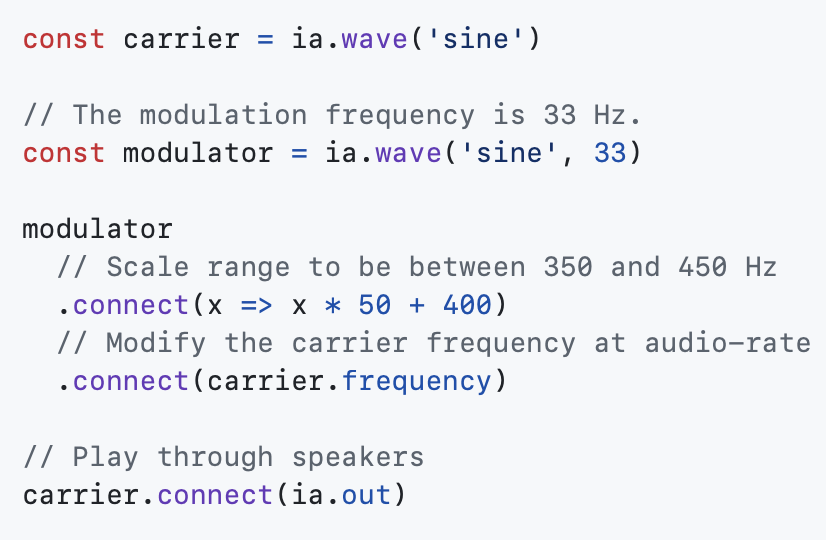 const carrier = ia.wave('sine')
// The modulation frequency is 33 Hz.
const modulator = ia.wave('sine', 33)
modulator
  // Scale range to be between 350 and 450 Hz
  .connect(x => x * 50 + 400)
  // Modify the carrier frequency at audio-rate
  .connect(carrier.frequency)
// Play through speakers
carrier.connect(ia.out)